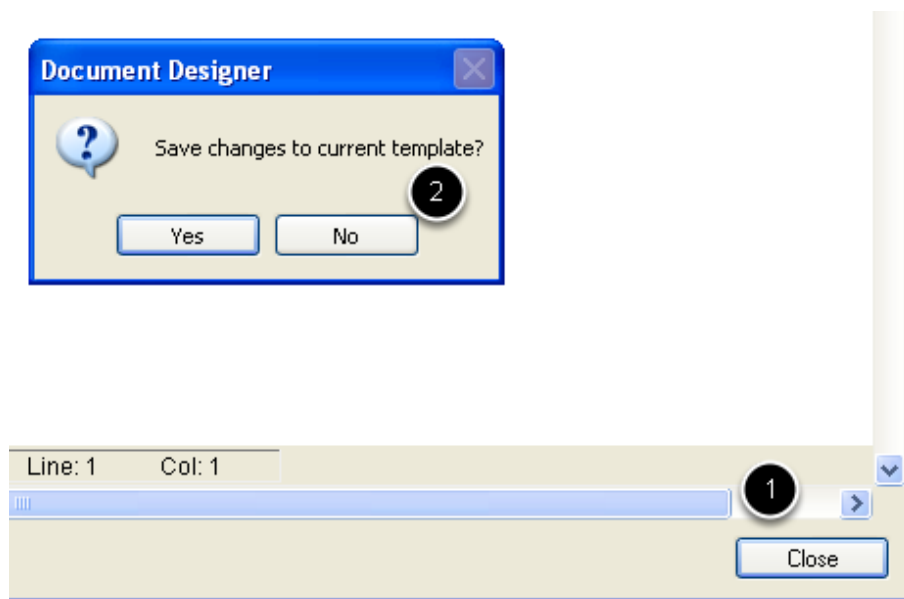 Document Designer
?
Save changes to current template?
2
Yes No
Line: 1 Col: 1
1
Close